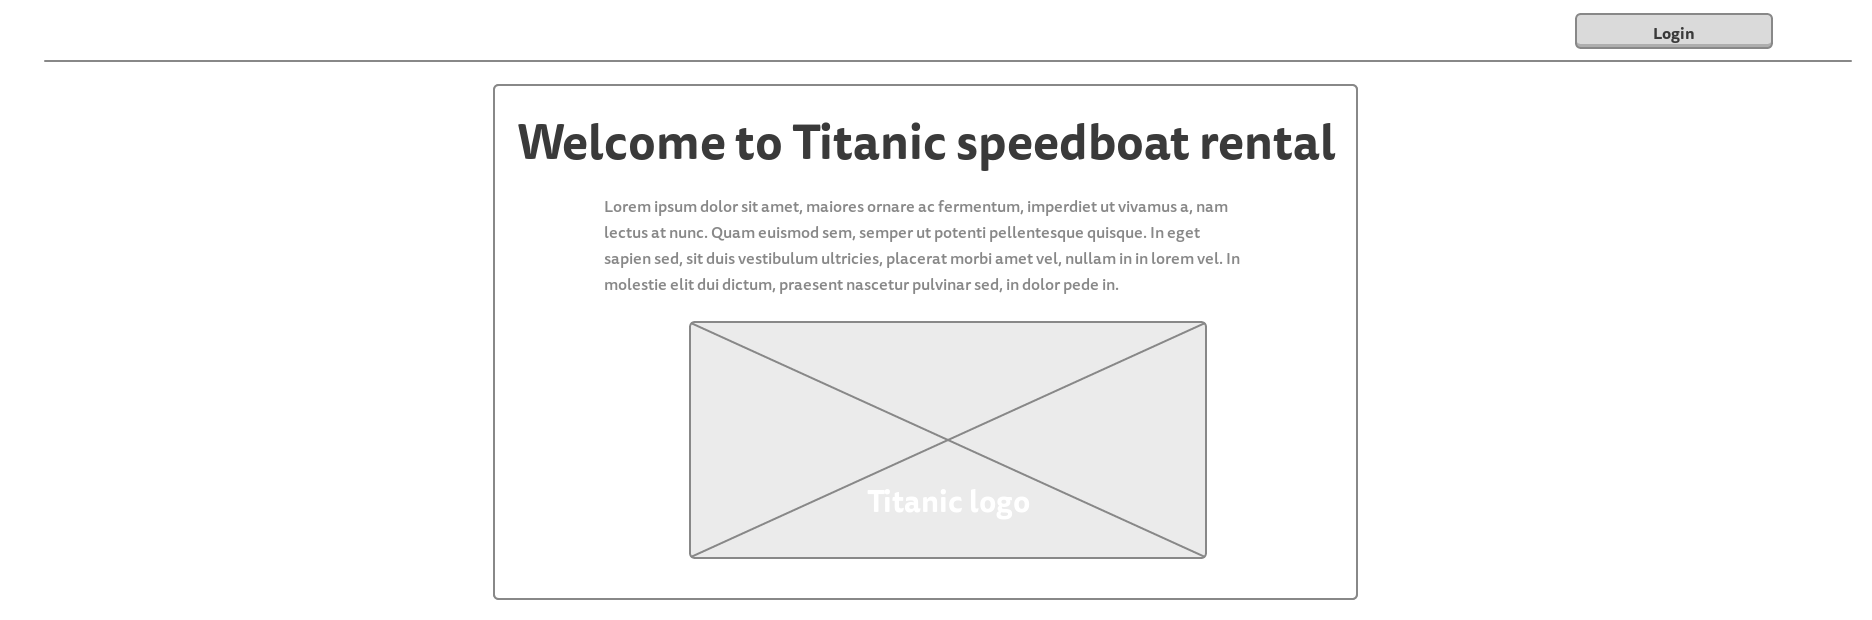 Login
Welcome to Titanic speedboat rental
Lorem ipsum dolor sit amet, maiores ornare ac fermentum, imperdiet ut vivamus a, nam
lectus at nunc. Quam euismod sem, semper ut potenti pellentesque quisque. In eget
sapien sed, sit duis vestibulum ultricies, placerat morbi amet vel, nullam in in lorem vel. In
molestie elit dui dictum, praesent nascetur pulvinar sed, in dolor pede in.
Titanic logo